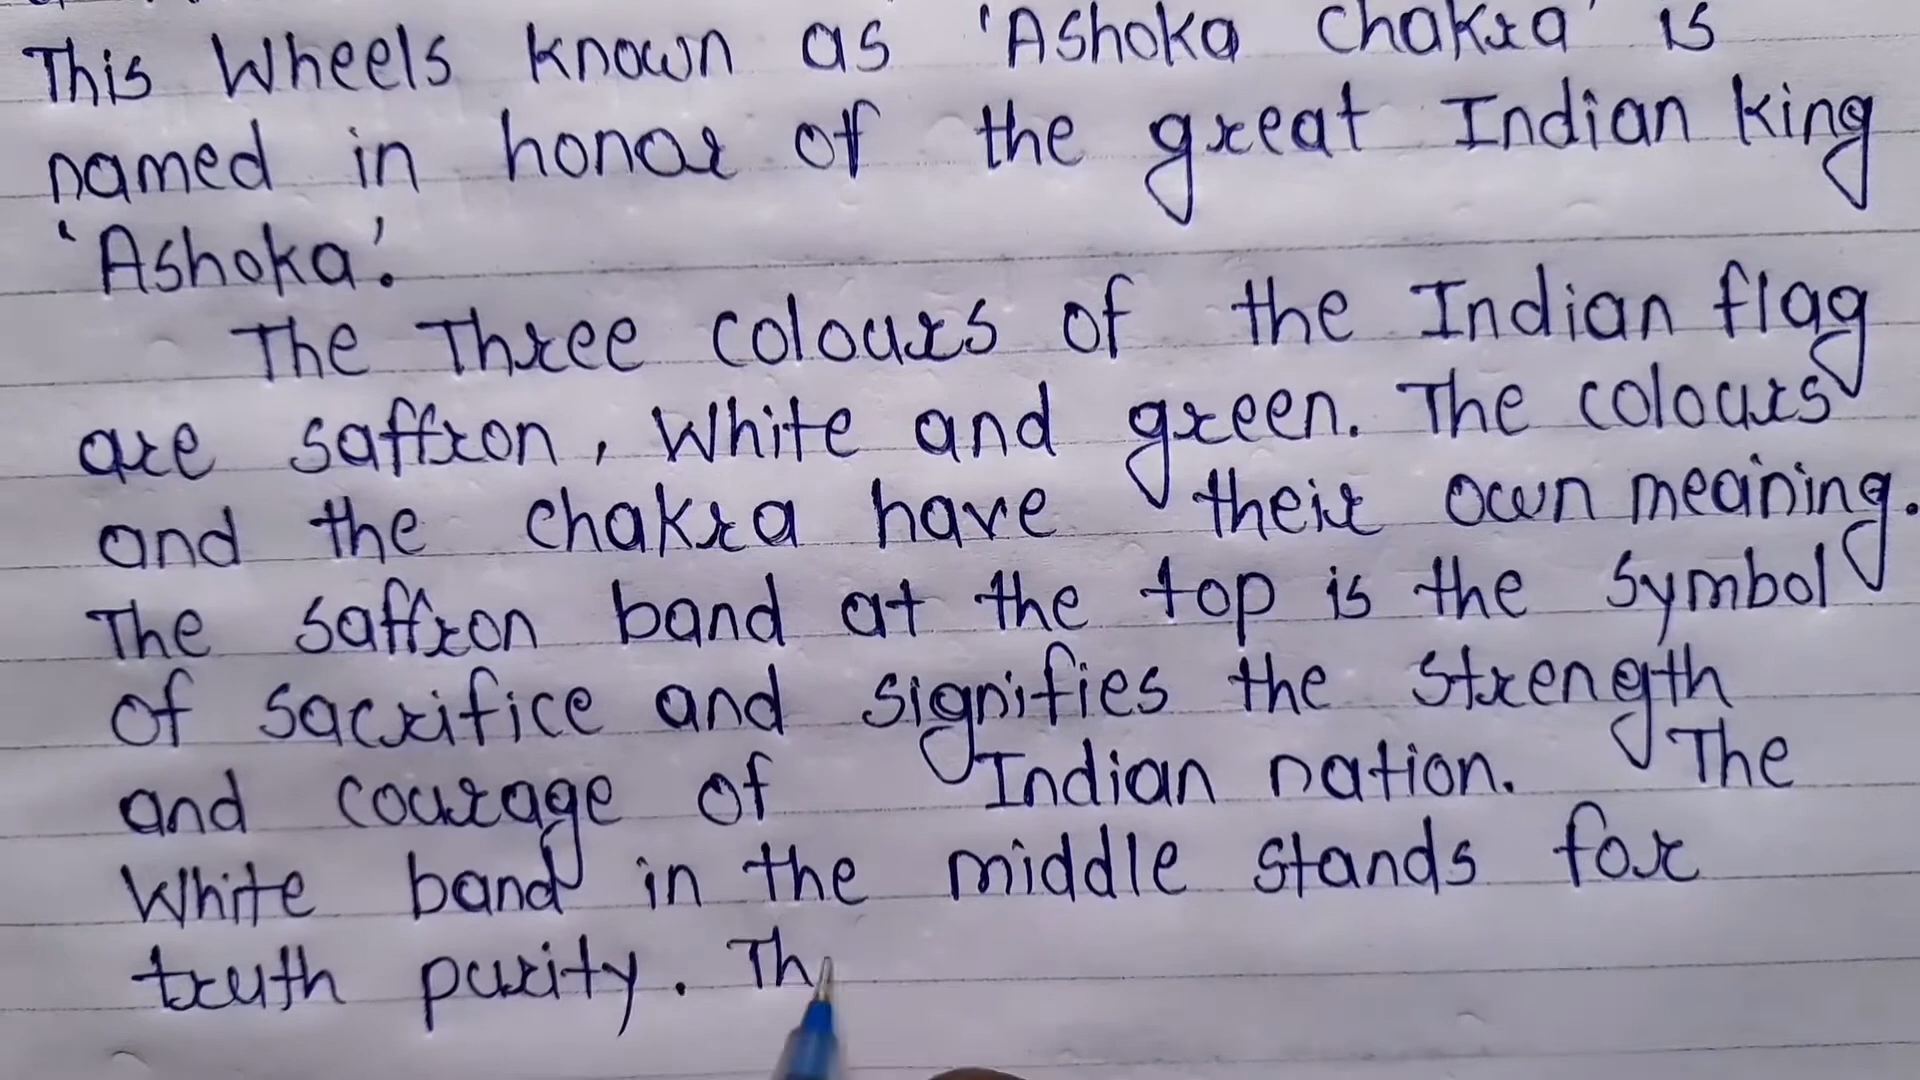 This Wheels known as 'Ashoka Chakra' is
named in honor of the great Indian king
'Ashoka'.
The Three colours of the Indian flag
are saffron, White and green. The colours
and the chakra have their own meaning.
The saffron band at the top is the symbol
of sacrifice and signifies the strength
and courage of Indian nation. The
White band in the middle stands for
truth purity. Th